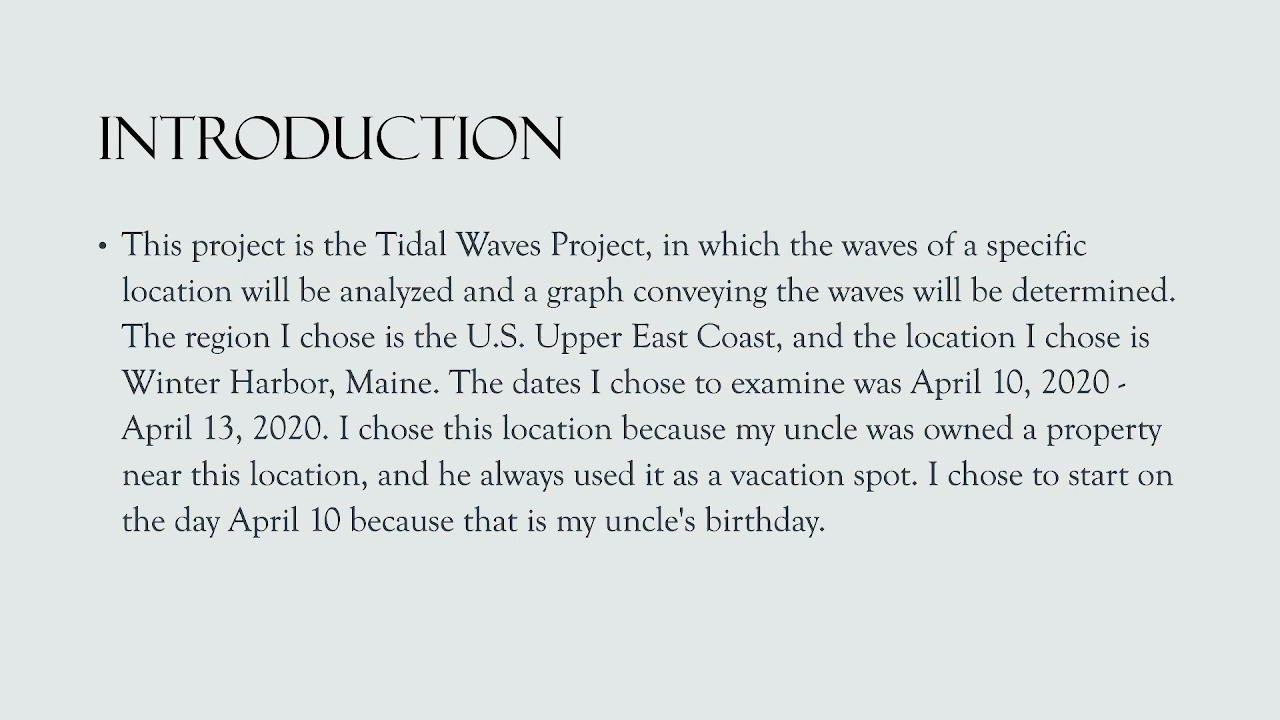 INTRODUCTION
• This project is the Tidal Waves Project, in which the waves of a specific
location will be analyzed and a graph conveying the waves will be determined.
The region I chose is the U.S. Upper East Coast, and the location I chose is
Winter Harbor, Maine. The dates I chose to examine was April 10, 2020 -
April 13, 2020. I chose this location because my uncle was owned a property
near this location, and he always used it as a vacation spot. I chose to start on
the day April 10 because that is my uncle's birthday.